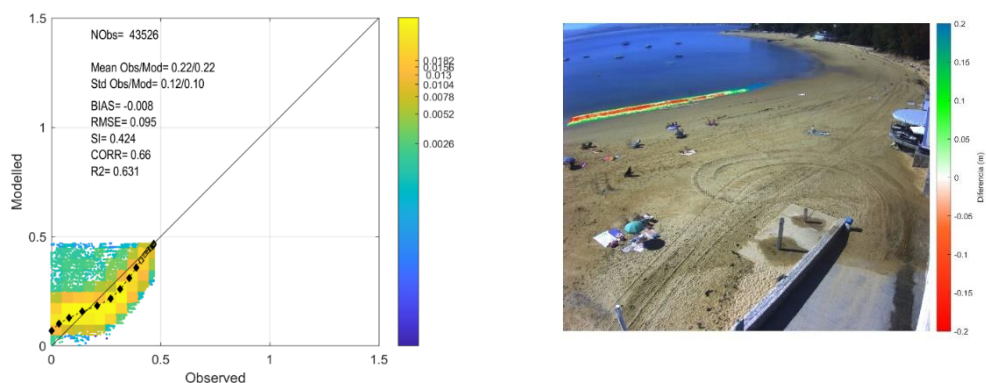 NObs= 43526
Mean Obs/Mod= 0.22/0.22
Std Obs/Mod= 0.12/0.10
BIAS= -0.008
RMSE= 0.095
SI= 0.424
CORR= 0.66
R2= 0.631
1.5
1
0.5
0
Modelled
0
0.5
1
1.5
Observed
0.0182
0.0156
0.013
0.0104
0.0078
0.0052
0.0026
0.2
0.15
0.1
0.05
0
-0.05
-0.1
-0.15
-0.2
Diferencia (m)